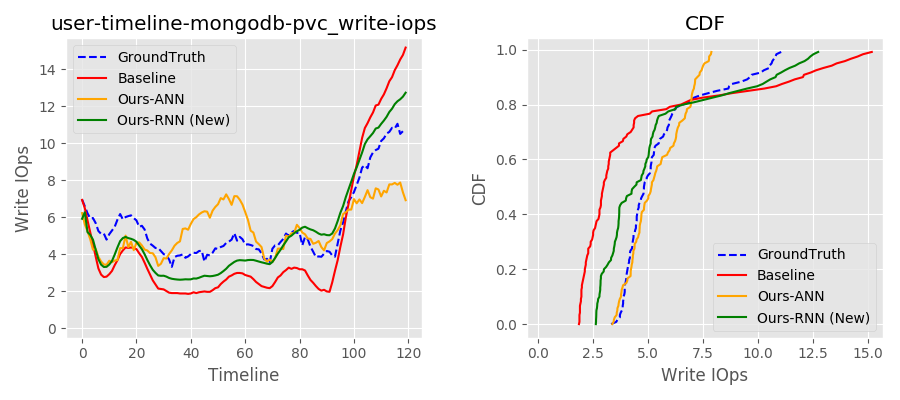 user-timeline-mongodb-pvc_write-iops
GroundTruth
Baseline
Ours-ANN
Ours-RNN (New)
14
12
10
8
6
4
2
0
Write IOps
0
20
40
60
80
100
120
Timeline
CDF
1.0
0.8
0.6
0.4
0.2
0.0
CDF
GroundTruth
Baseline
Ours-ANN
Ours-RNN (New)
0.0
2.5
5.0
7.5
10.0
12.5
15.0
Write IOps